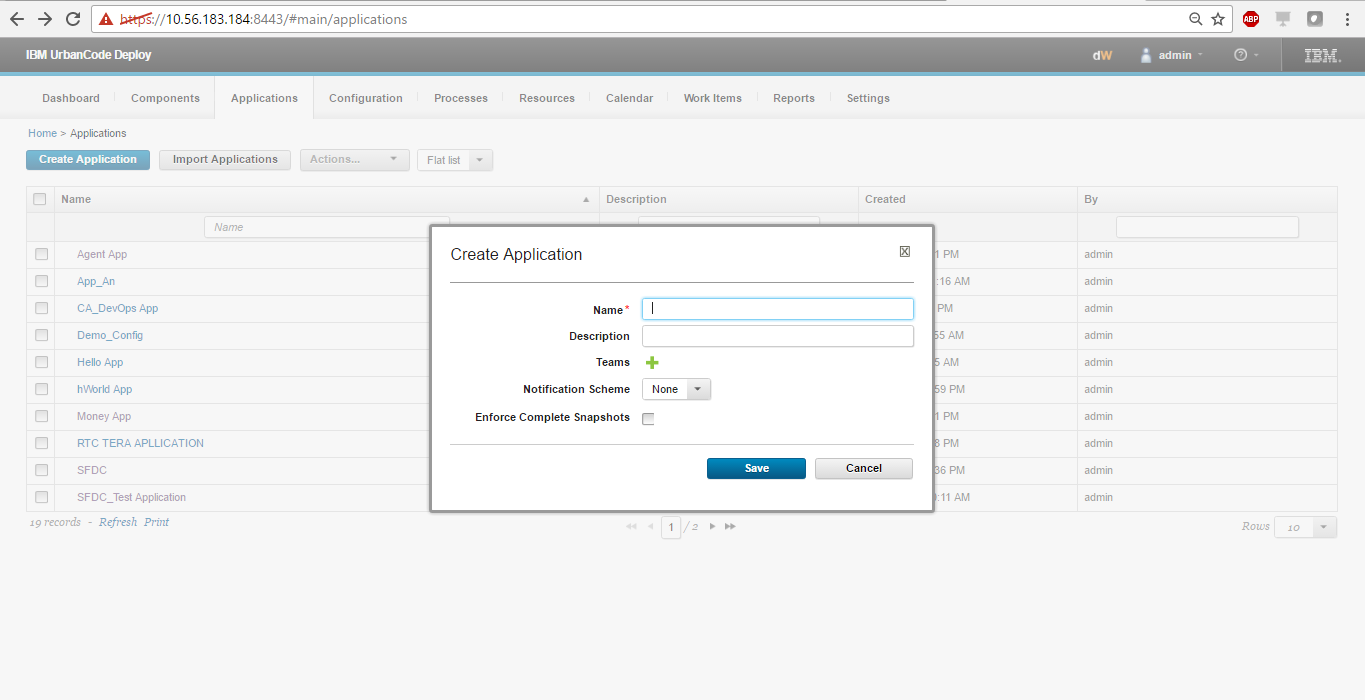 https://10.56.183.184:8443/#main/applications
ABP
IBM UrbanCode Deploy
dW admin ? IBM.
Dashboard Components Applications Configuration Processes Resources Calendar Work Items Reports Settings
Home > Applications
Create Application Import Applications Actions... Flat list
Name Description Created By
Name
Agent App 1 PM admin
App_An :16 AM admin
CA_DevOps App PM admin
Demo_Config 55 AM admin
Hello App 5 AM admin
hWorld App 59 PM admin
Money App 1 PM admin
RTC TERA APLLICATION 8 PM admin
SFDC 36 PM admin
SFDC_Test Application :11 AM admin
19 records - Refresh Print
1 / 2
Rows 10
Create Application
Name *
Description
Teams
Notification Scheme None
Enforce Complete Snapshots
Save Cancel